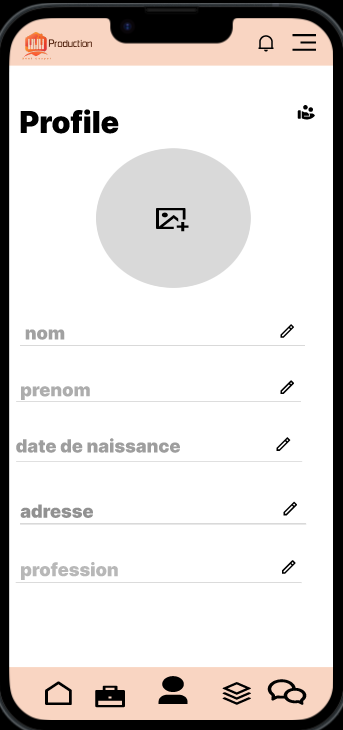 Production
Profile
nom
prenom
date de naissance
adresse
profession